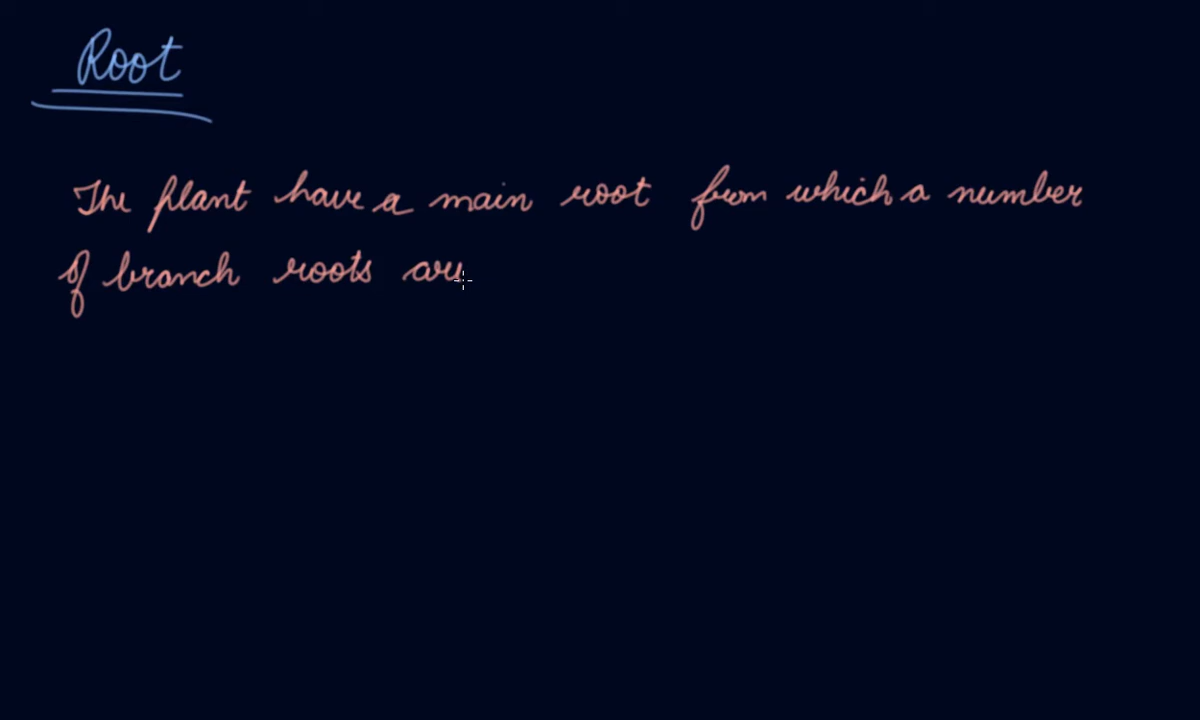 Root
The plant have a main root from which a number
of branch roots are